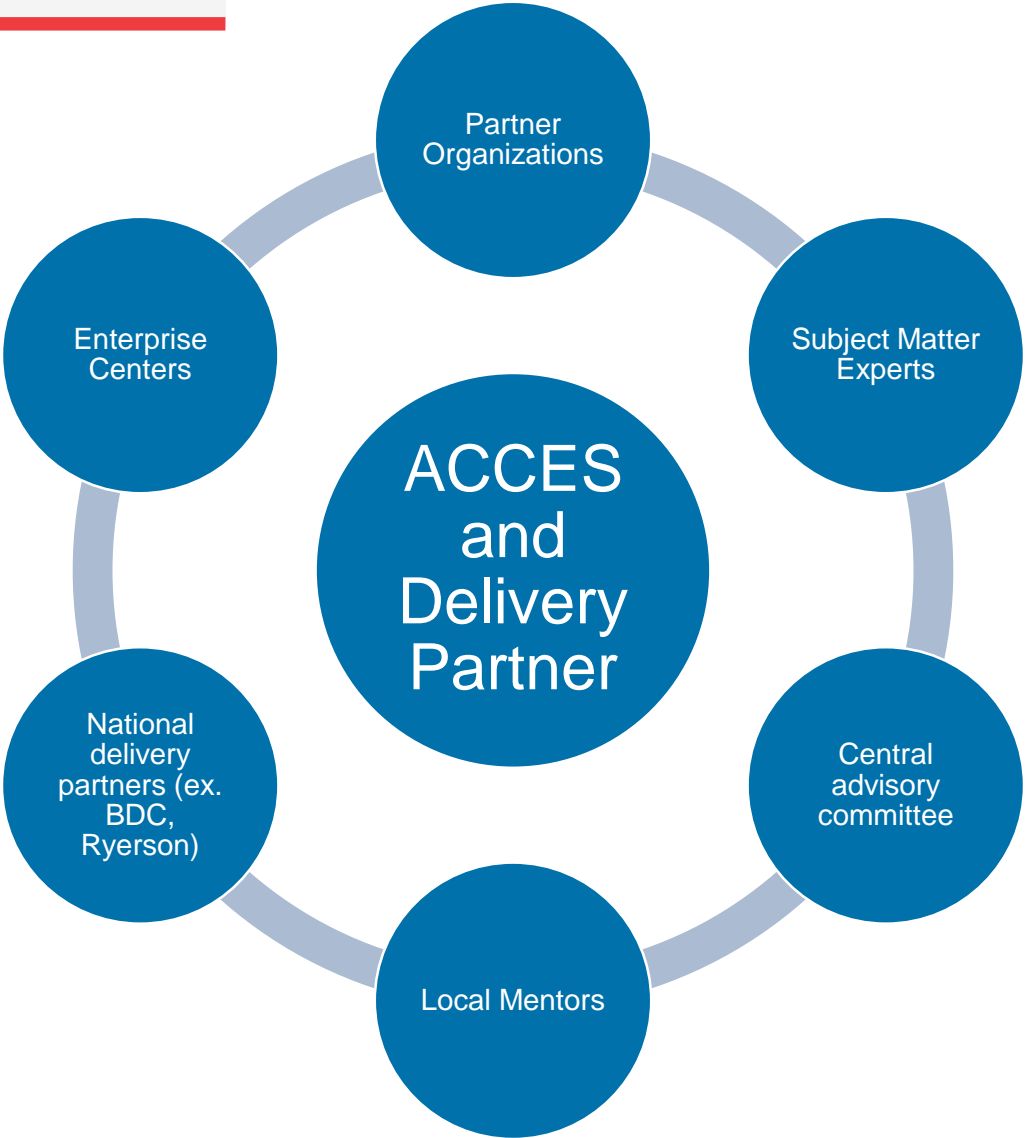 Partner
Organizations
Subject Matter
Experts
Central
advisory
committee
Local Mentors
National
delivery
partners (ex.
BDC,
Ryerson)
Enterprise
Centers
ACCES
and
Delivery
Partner